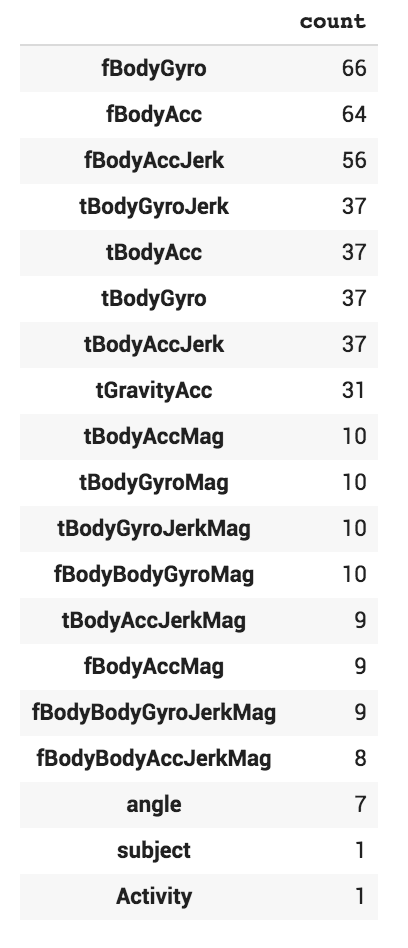 count
fBodyGyro 66
fBodyAcc 64
fBodyAccJerk 56
tBodyGyroJerk 37
tBodyAcc 37
tBodyGyro 37
tBodyAccJerk 37
tGravityAcc 31
tBodyAccMag 10
tBodyGyroMag 10
tBodyGyroJerkMag 10
fBodyBodyGyroMag 10
tBodyAccJerkMag 9
fBodyAccMag 9
fBodyBodyGyroJerkMag 9
fBodyBodyAccJerkMag 8
angle 7
subject 1
Activity 1